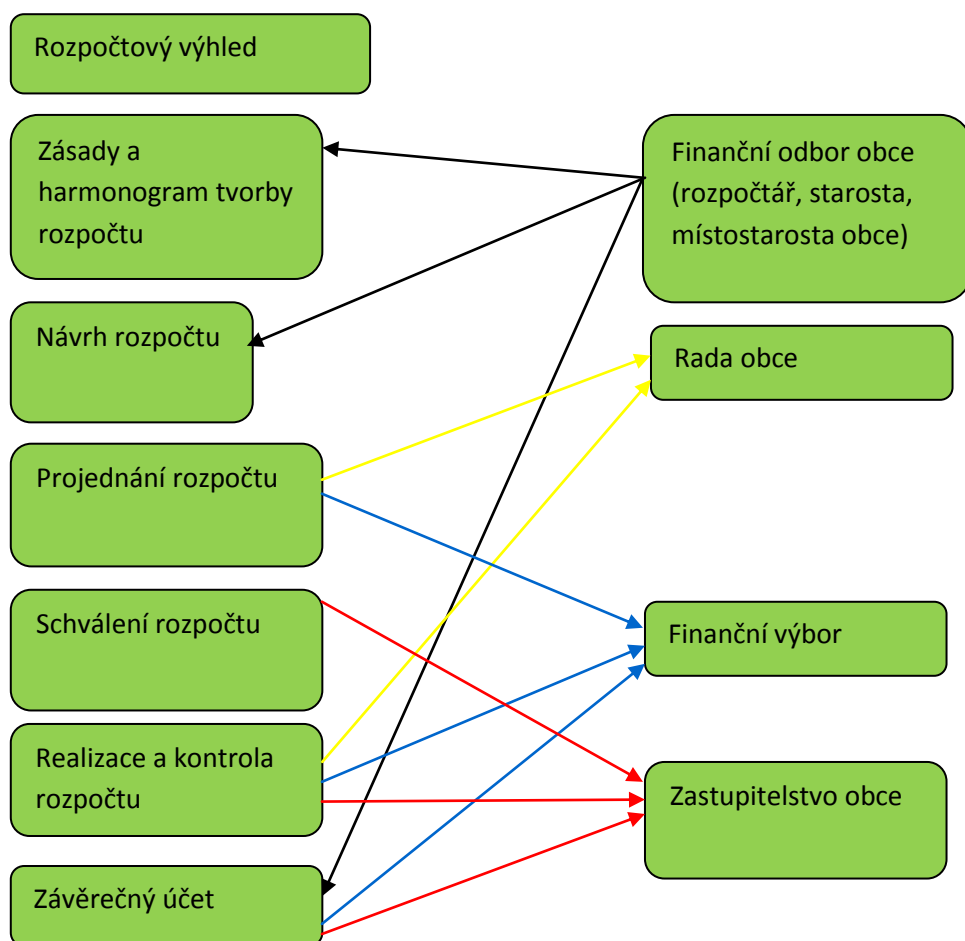 Rozpočtový výhled
Zásady a
harmonogram tvorby
rozpočtu
Návrh rozpočtu
Projednání rozpočtu
Schválení rozpočtu
Realizace a kontrola
rozpočtu
Závěrečný účet
Finanční odbor obce
(rozpočtář, starosta,
místostarosta obce)
Rada obce
Finanční výbor
Zastupitelstvo obce